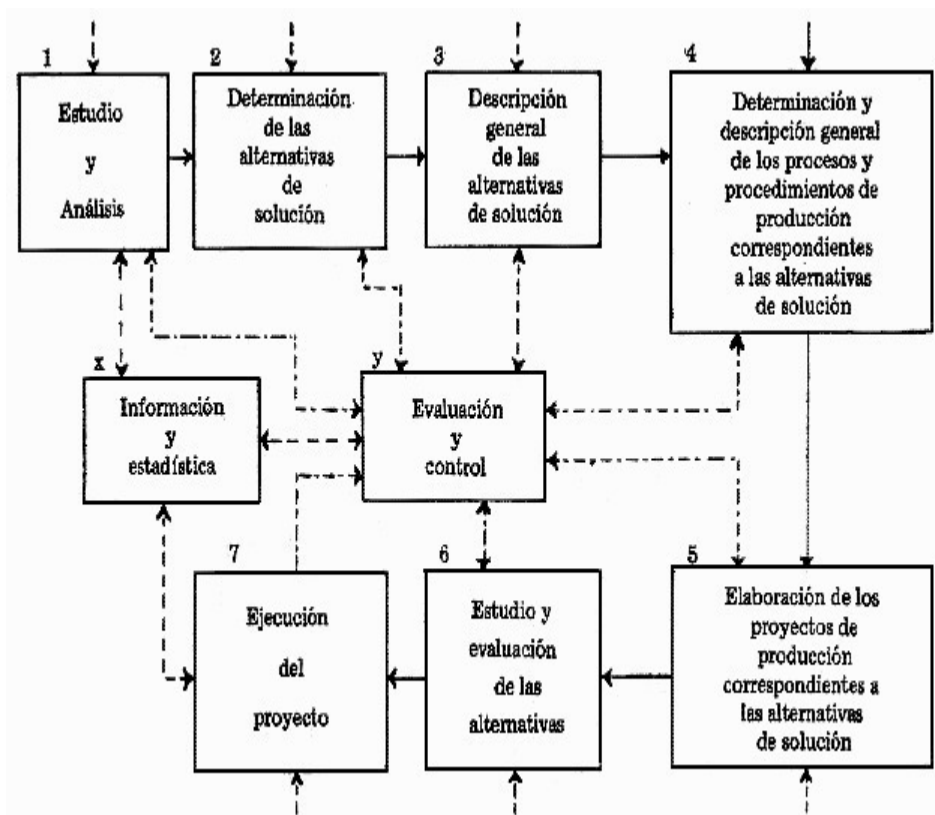 1
Estudio
y
Análisis
2
Determinación
de las
alternativas
de
solución
3
Descripción
general
de las
alternativas
de solución
4
Determinación y
descripción general
de los procesos y
procedimientos de
producción
correspondientes
a las alternativas
de solución
x
Información
y
estadística
y
Evaluación
y
control
7
Ejecución
del
proyecto
6
Estudio y
evaluación
de las
alternativas
5
Elaboración de los
proyectos de
producción
correspondientes a
las alternativas
de solución